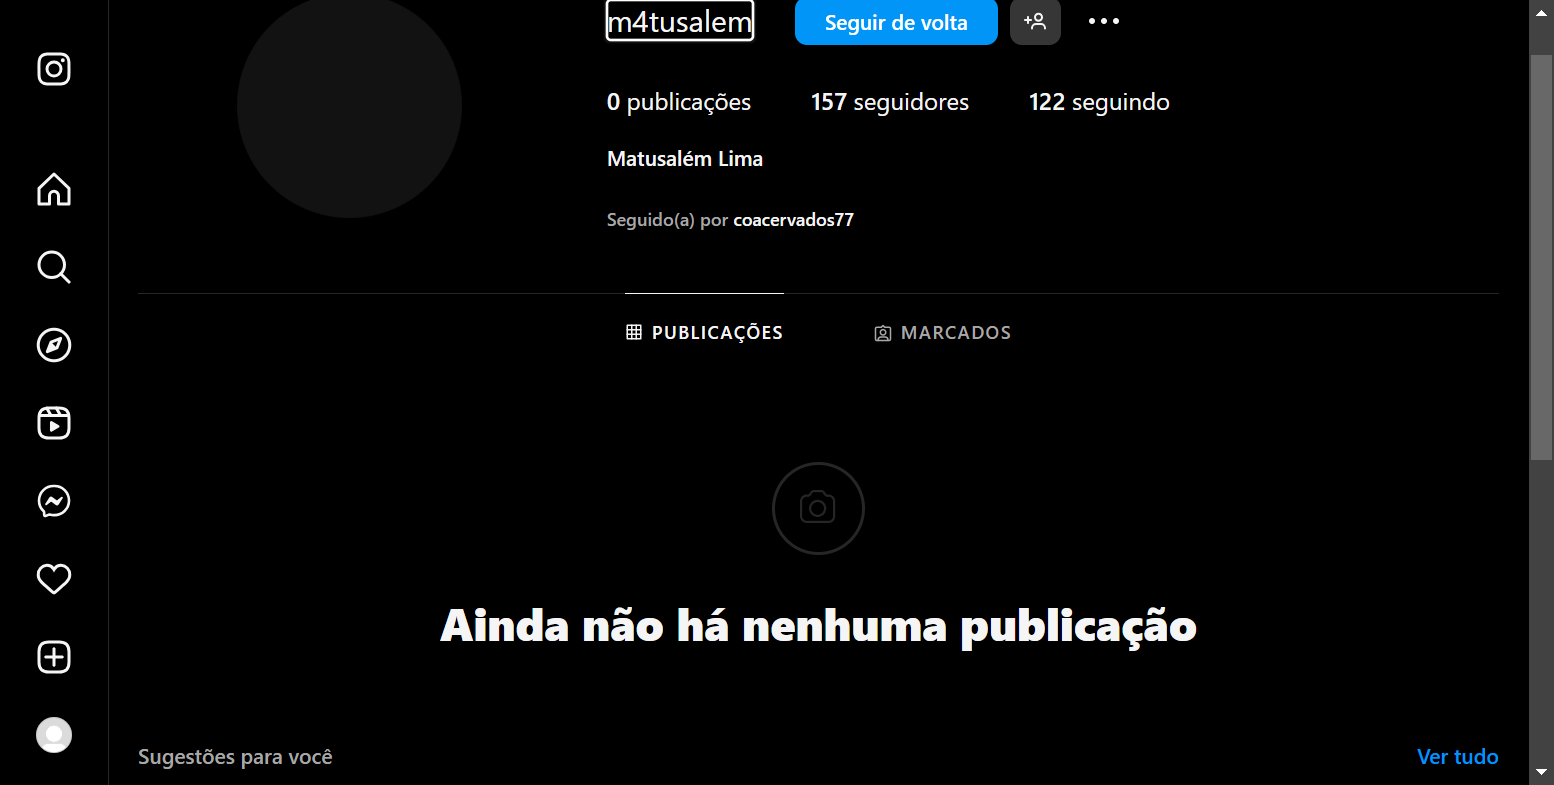 m4tusalem Seguir de volta
0 publicações 157 seguidores 122 seguindo
Matusalém Lima
Seguido(a) por coacervados77
PUBLICAÇÕES MARCADOS
Ainda não há nenhuma publicação
Sugestões para você Ver tudo